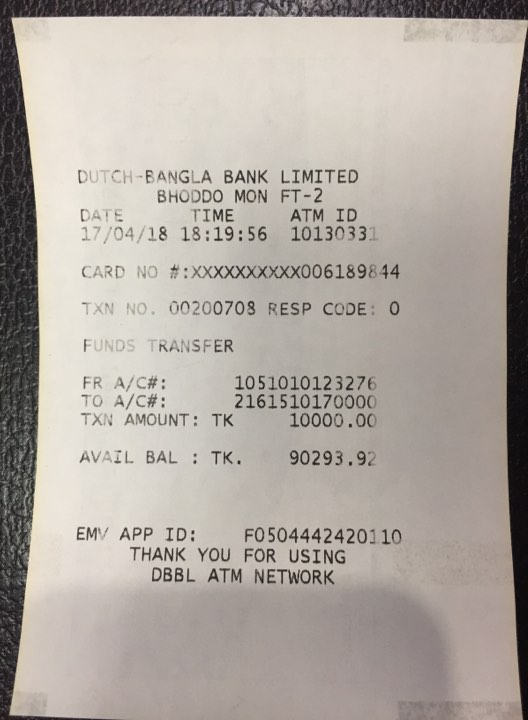 DUTCH-BANGLA BANK LIMITED
BHODDO MON FT-2
DATE TIME ATM ID
17/04/18 18:19:56 10130331
CARD NO #:XXXXXXXXXX006189844
TXN NO. 00200708 RESP CODE: 0
FUNDS TRANSFER
FR A/C#: 1051010123276
TO A/C#: 2161510170000
TXN AMOUNT: TK 10000.00
AVAIL BAL : TK. 90293.92
EMV APP ID: F0504442420110
THANK YOU FOR USING
DBBL ATM NETWORK